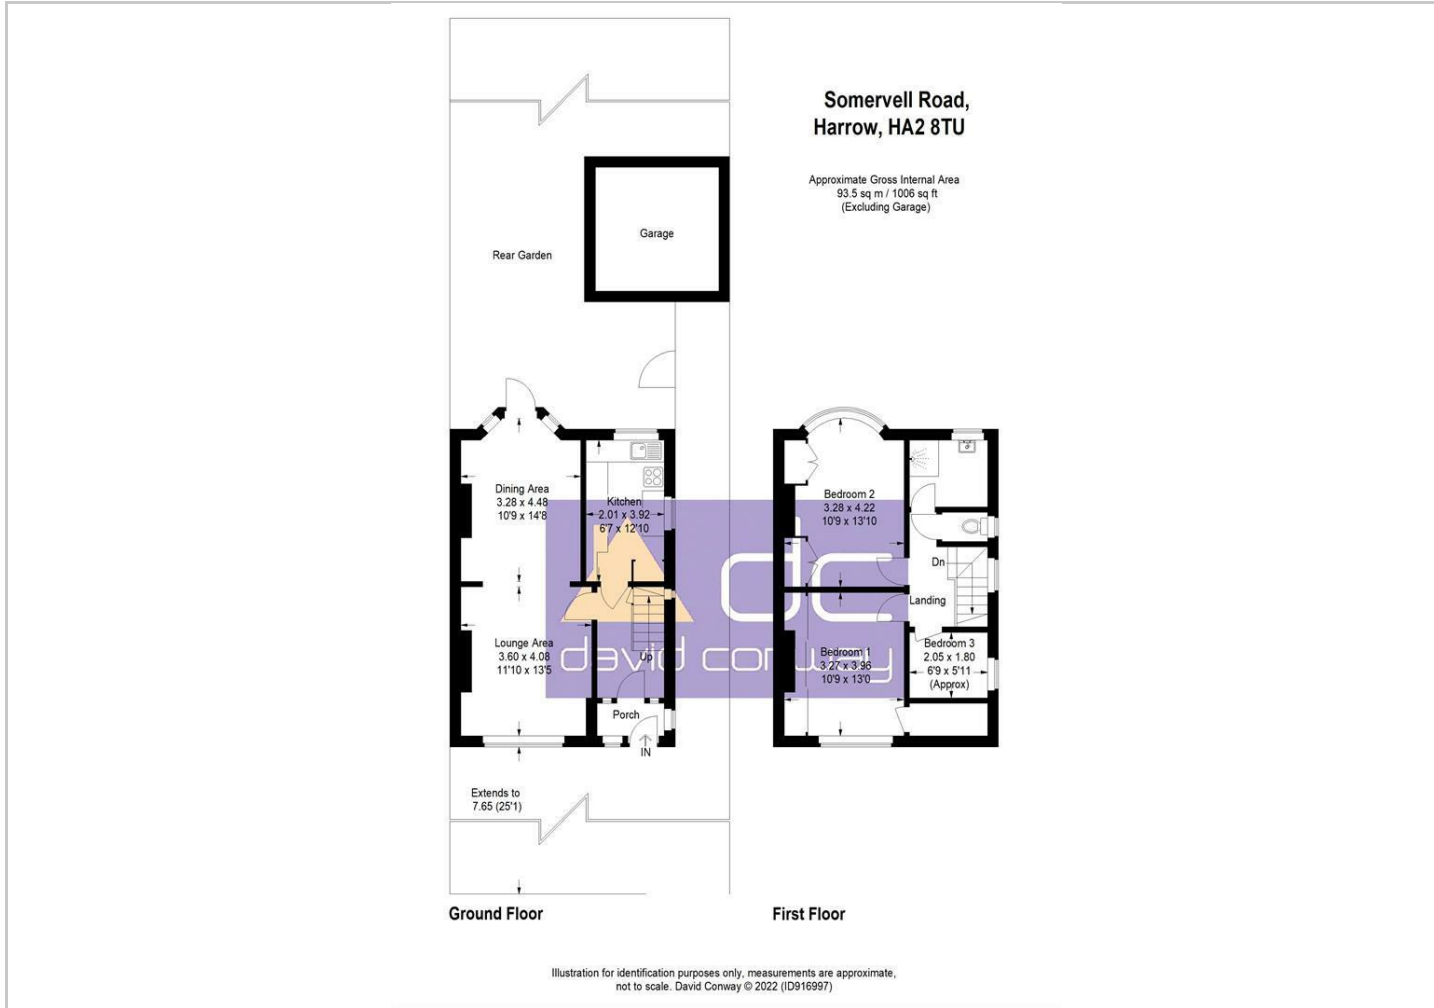 Somervell Road,
Harrow, HA2 8TU
Approximate Gross Internal Area
93.5 sq m / 1006 sq ft
(Excluding Garage)
Garage
Rear Garden
Dining Area
3.28 x 4.48
10'9 x 14'8
Kitchen
2.01 x 3.92
6'7 x 12'10
Lounge Area
3.60 x 4.08
11'10 x 13'5
Up
Porch
IN
Extends to
7.65 (25'1)
Bedroom 2
3.28 x 4.22
10'9 x 13'10
Dn
Landing
Bedroom 1
3.27 x 3.96
10'9 x 13'0
Bedroom 3
2.05 x 1.80
6'9 x 5'11
(Approx)
dc
david conway
Ground Floor
First Floor
Illustration for identification purposes only, measurements are approximate,
not to scale. David Conway © 2022 (ID916997)